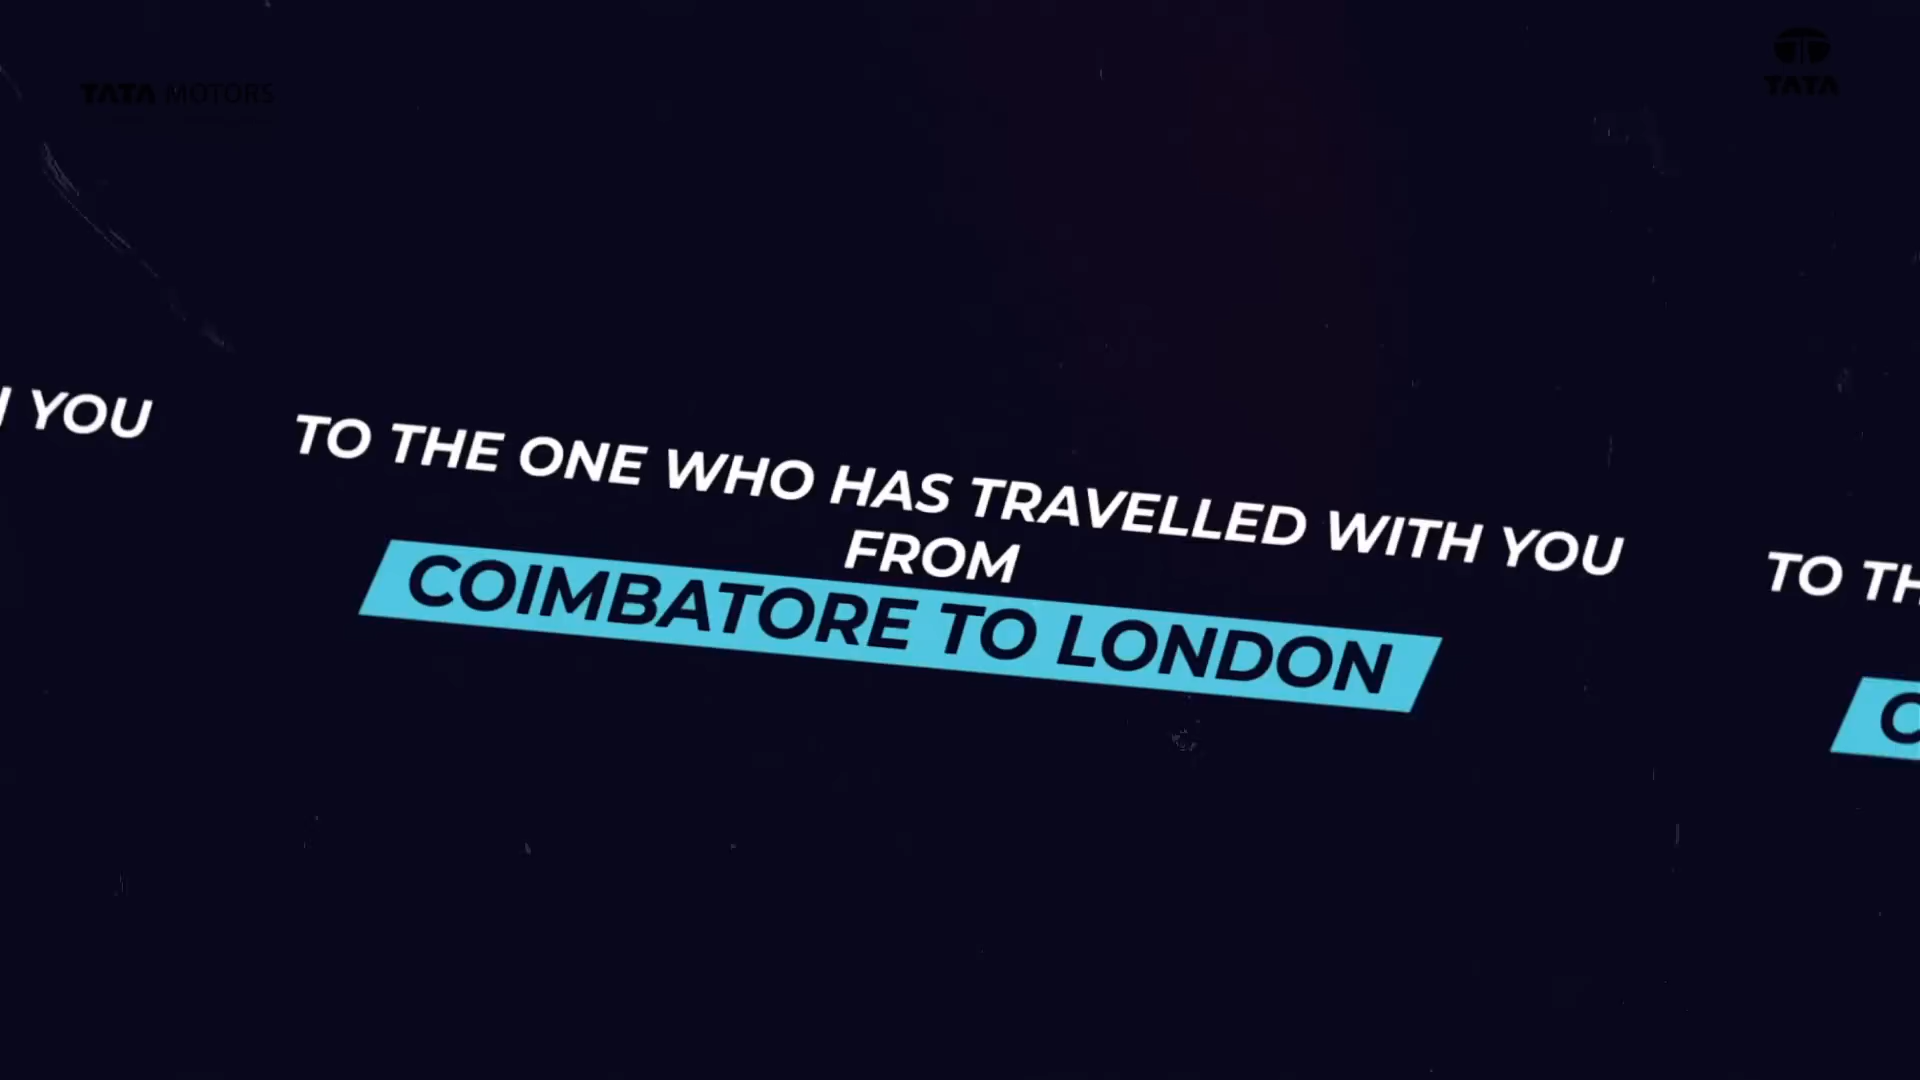 TATA MOTORS
TATA
YOU
TO THE ONE WHO HAS TRAVELLED WITH YOU
FROM
COIMBATORE TO LONDON
TO TH
C